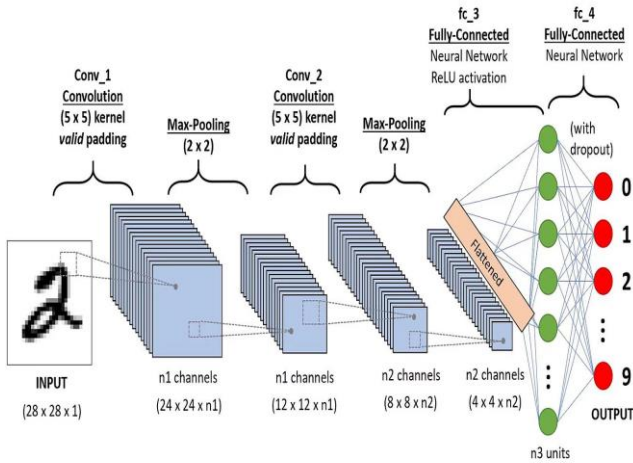 fc_3
Fully-Connected
Neural Network
ReLU activation
fc_4
Fully-Connected
Neural Network
Conv_1
Convolution
(5 x 5) kernel
valid padding
Max-Pooling
(2 x 2)
Conv_2
Convolution
(5 x 5) kernel
valid padding
Max-Pooling
(2 x 2)
(with
dropout)
Flattened
0
1
2
9
INPUT
(28 x 28 x 1)
n1 channels
(24 x 24 x n1)
n1 channels
(12 x 12 x n1)
n2 channels
(8 x 8 x n2)
n2 channels
(4 x 4 x n2)
OUTPUT
n3 units
2